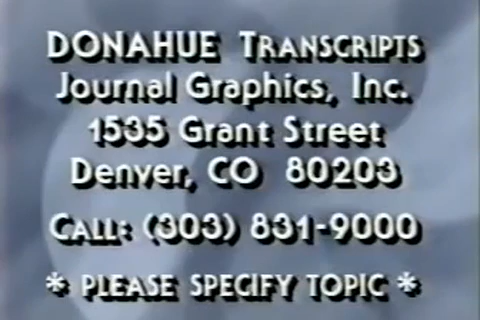 DONAHUE TRANSCRIPTS
Journal Graphics, Inc.
1535 Grant Street
Denver, CO 80203
CALL: (303) 831-9000
* PLEASE SPECIFY TOPIC *